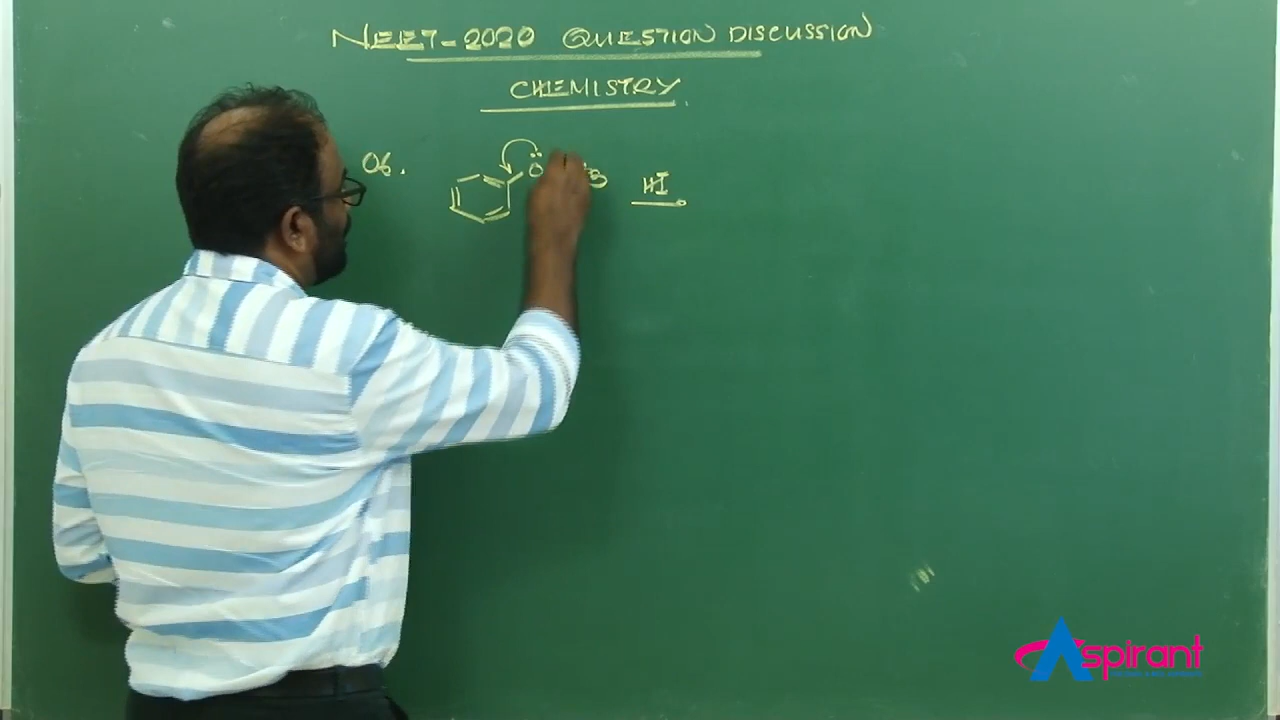 NEET-2020 QUESTION DISCUSSION
CHEMISTRY
06.
Ö
HI
Aspirant